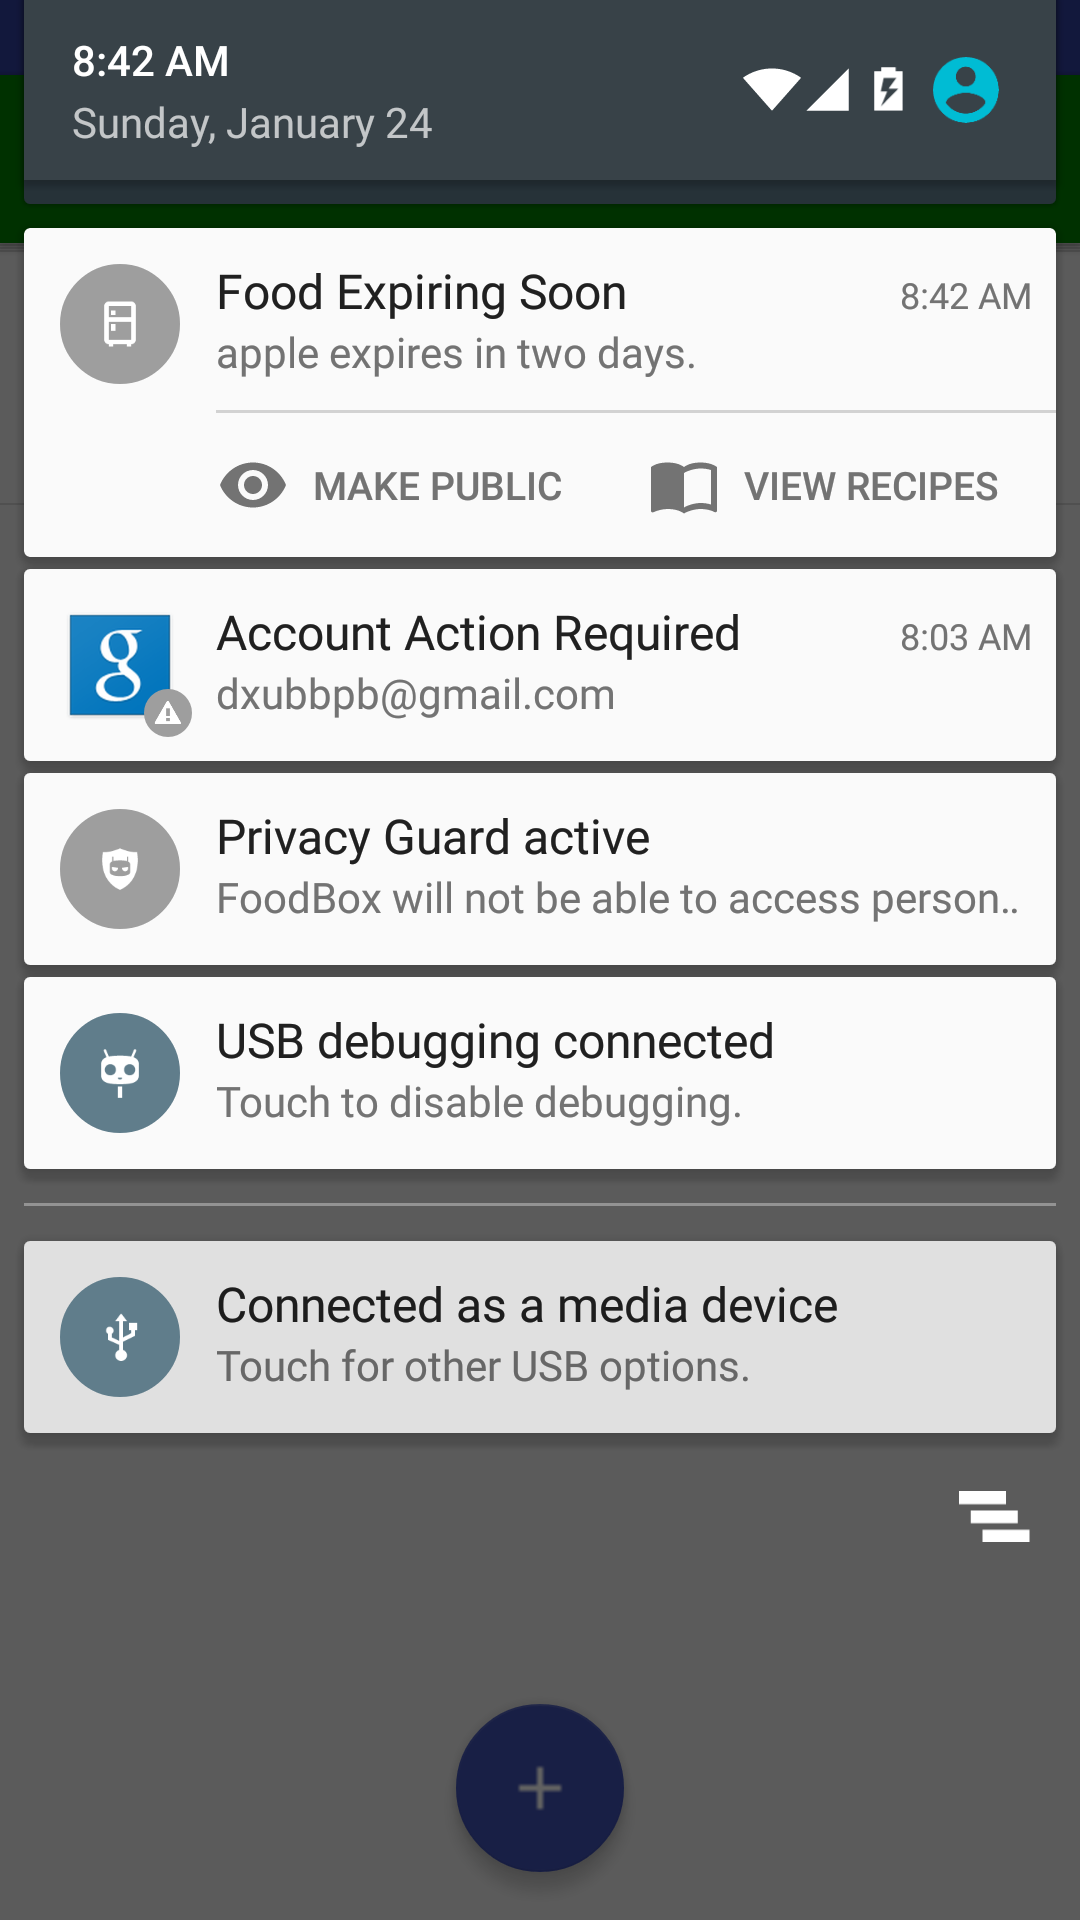 8:42 AM
Sunday, January 24
Food Expiring Soon
8:42 AM
apple expires in two days.
MAKE PUBLIC
VIEW RECIPES
g
Account Action Required
8:03 AM
dxubbpb@gmail.com
Privacy Guard active
FoodBox will not be able to access person..
USB debugging connected
Touch to disable debugging.
Connected as a media device
Touch for other USB options.